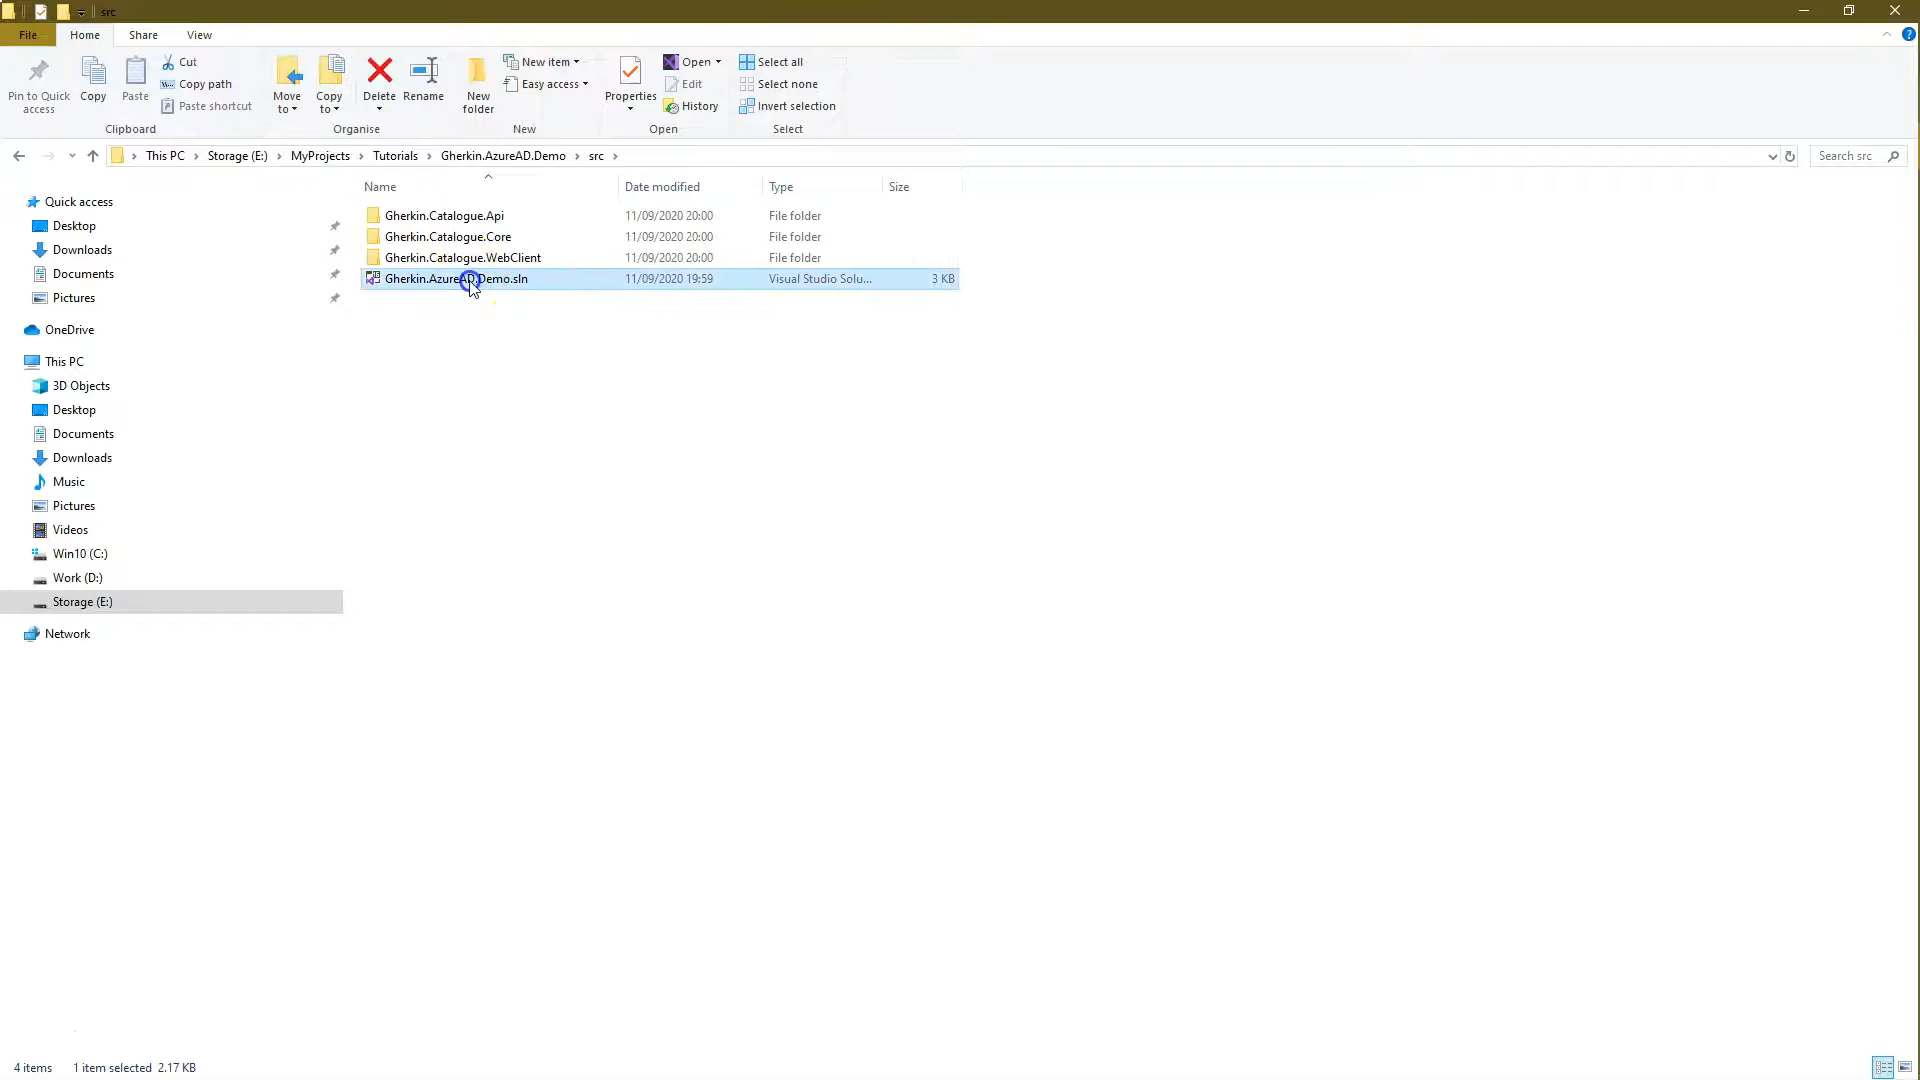 src
File Home Share View
Pin to Quick access
Copy
Paste
Cut
Copy path
Paste shortcut
Clipboard
Move to
Copy to
Delete
Rename
Organise
New folder
New item
Easy access
New
Properties
Open
Edit
History
Open
Select all
Select none
Invert selection
Select
This PC Storage (E:) MyProjects Tutorials Gherkin.AzureAD.Demo src
Search src
Name Date modified Type Size
Gherkin.Catalogue.Api 11/09/2020 20:00 File folder
Gherkin.Catalogue.Core 11/09/2020 20:00 File folder
Gherkin.Catalogue.WebClient 11/09/2020 20:00 File folder
Gherkin.AzureAD.Demo.sln 11/09/2020 19:59 Visual Studio Solu... 3 KB
Quick access
Desktop
Downloads
Documents
Pictures
OneDrive
This PC
3D Objects
Desktop
Documents
Downloads
Music
Pictures
Videos
Win10 (C:)
Work (D:)
Storage (E:)
Network
4 items 1 item selected 2.17 KB